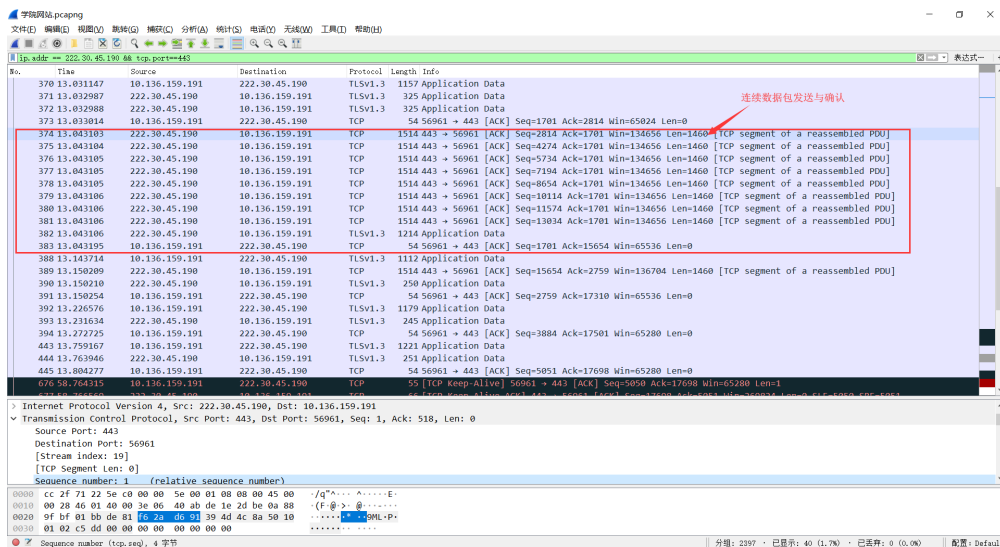 学院网站.pcapng
文件(F) 编辑(E) 视图(V) 跳转(G) 捕获(C) 分析(A) 统计(S) 电话(Y) 无线(W) 工具(T) 帮助(H)
ip.addr == 222.30.45.190 && tcp.port==443 表达式…
No. Time Source Destination Protocol Length Info
370 13.031147 10.136.159.191 222.30.45.190 TLSv1.3 1157 Application Data
371 13.032987 222.30.45.190 10.136.159.191 TLSv1.3 325 Application Data
372 13.032988 222.30.45.190 10.136.159.191 TLSv1.3 325 Application Data
连续数据包发送与确认
373 13.033014 10.136.159.191 222.30.45.190 TCP 54 56961 → 443 [ACK] Seq=1701 Ack=2814 Win=65024 Len=0
374 13.043103 222.30.45.190 10.136.159.191 TCP 1514 443 → 56961 [ACK] Seq=2814 Ack=1701 Win=134656 Len=1460 [TCP segment of a reassembled PDU]
375 13.043104 222.30.45.190 10.136.159.191 TCP 1514 443 → 56961 [ACK] Seq=4274 Ack=1701 Win=134656 Len=1460 [TCP segment of a reassembled PDU]
376 13.043105 222.30.45.190 10.136.159.191 TCP 1514 443 → 56961 [ACK] Seq=5734 Ack=1701 Win=134656 Len=1460 [TCP segment of a reassembled PDU]
377 13.043105 222.30.45.190 10.136.159.191 TCP 1514 443 → 56961 [ACK] Seq=7194 Ack=1701 Win=134656 Len=1460 [TCP segment of a reassembled PDU]
378 13.043105 222.30.45.190 10.136.159.191 TCP 1514 443 → 56961 [ACK] Seq=8654 Ack=1701 Win=134656 Len=1460 [TCP segment of a reassembled PDU]
379 13.043106 222.30.45.190 10.136.159.191 TCP 1514 443 → 56961 [ACK] Seq=10114 Ack=1701 Win=134656 Len=1460 [TCP segment of a reassembled PDU]
380 13.043106 222.30.45.190 10.136.159.191 TCP 1514 443 → 56961 [ACK] Seq=11574 Ack=1701 Win=134656 Len=1460 [TCP segment of a reassembled PDU]
381 13.043106 222.30.45.190 10.136.159.191 TCP 1514 443 → 56961 [ACK] Seq=13034 Ack=1701 Win=134656 Len=1460 [TCP segment of a reassembled PDU]
382 13.043106 222.30.45.190 10.136.159.191 TLSv1.3 1214 Application Data
383 13.043195 10.136.159.191 222.30.45.190 TCP 54 56961 → 443 [ACK] Seq=1701 Ack=15654 Win=65536 Len=0
388 13.143714 10.136.159.191 222.30.45.190 TLSv1.3 1112 Application Data
389 13.150209 222.30.45.190 10.136.159.191 TCP 1514 443 → 56961 [ACK] Seq=15654 Ack=2759 Win=136704 Len=1460 [TCP segment of a reassembled PDU]
390 13.150210 222.30.45.190 10.136.159.191 TLSv1.3 250 Application Data
391 13.150254 10.136.159.191 222.30.45.190 TCP 54 56961 → 443 [ACK] Seq=2759 Ack=17310 Win=65536 Len=0
392 13.226576 10.136.159.191 222.30.45.190 TLSv1.3 1179 Application Data
393 13.231634 222.30.45.190 10.136.159.191 TLSv1.3 245 Application Data
394 13.272725 10.136.159.191 222.30.45.190 TCP 54 56961 → 443 [ACK] Seq=3884 Ack=17501 Win=65280 Len=0
443 13.759167 10.136.159.191 222.30.45.190 TLSv1.3 1221 Application Data
444 13.763946 222.30.45.190 10.136.159.191 TLSv1.3 251 Application Data
445 13.804277 10.136.159.191 222.30.45.190 TCP 54 56961 → 443 [ACK] Seq=5051 Ack=17698 Win=65280 Len=0
676 58.764315 10.136.159.191 222.30.45.190 TCP 55 [TCP Keep-Alive] 56961 → 443 [ACK] Seq=5050 Ack=17698 Win=65280 Len=1
Internet Protocol Version 4, Src: 222.30.45.190, Dst: 10.136.159.191
Transmission Control Protocol, Src Port: 443, Dst Port: 56961, Seq: 1, Ack: 518, Len: 0
Source Port: 443
Destination Port: 56961
[Stream index: 19]
[TCP Segment Len: 0]
Sequence number: 1 (relative sequence number)
0000 cc 2f 71 22 5e c0 00 00 5e 00 01 08 08 00 45 00 ·/q"^··· ^·····E·
0010 00 28 46 01 40 00 3e 06 40 ab de 1e 2d be 0a 88 ·(F·@·>· @···-···
0020 9f bf 01 bb de 81 f6 2a d6 91 39 4d 4c 8a 50 10 ·······* ··9ML·P·
0030 01 02 c5 dd 00 00 00 00 00 00 00 00 ········ ····
Sequence number (tcp.seq), 4 字节 分组: 2397 · 已显示: 40 (1.7%) · 已丢弃: 0 (0.0%) 配置: Defaul